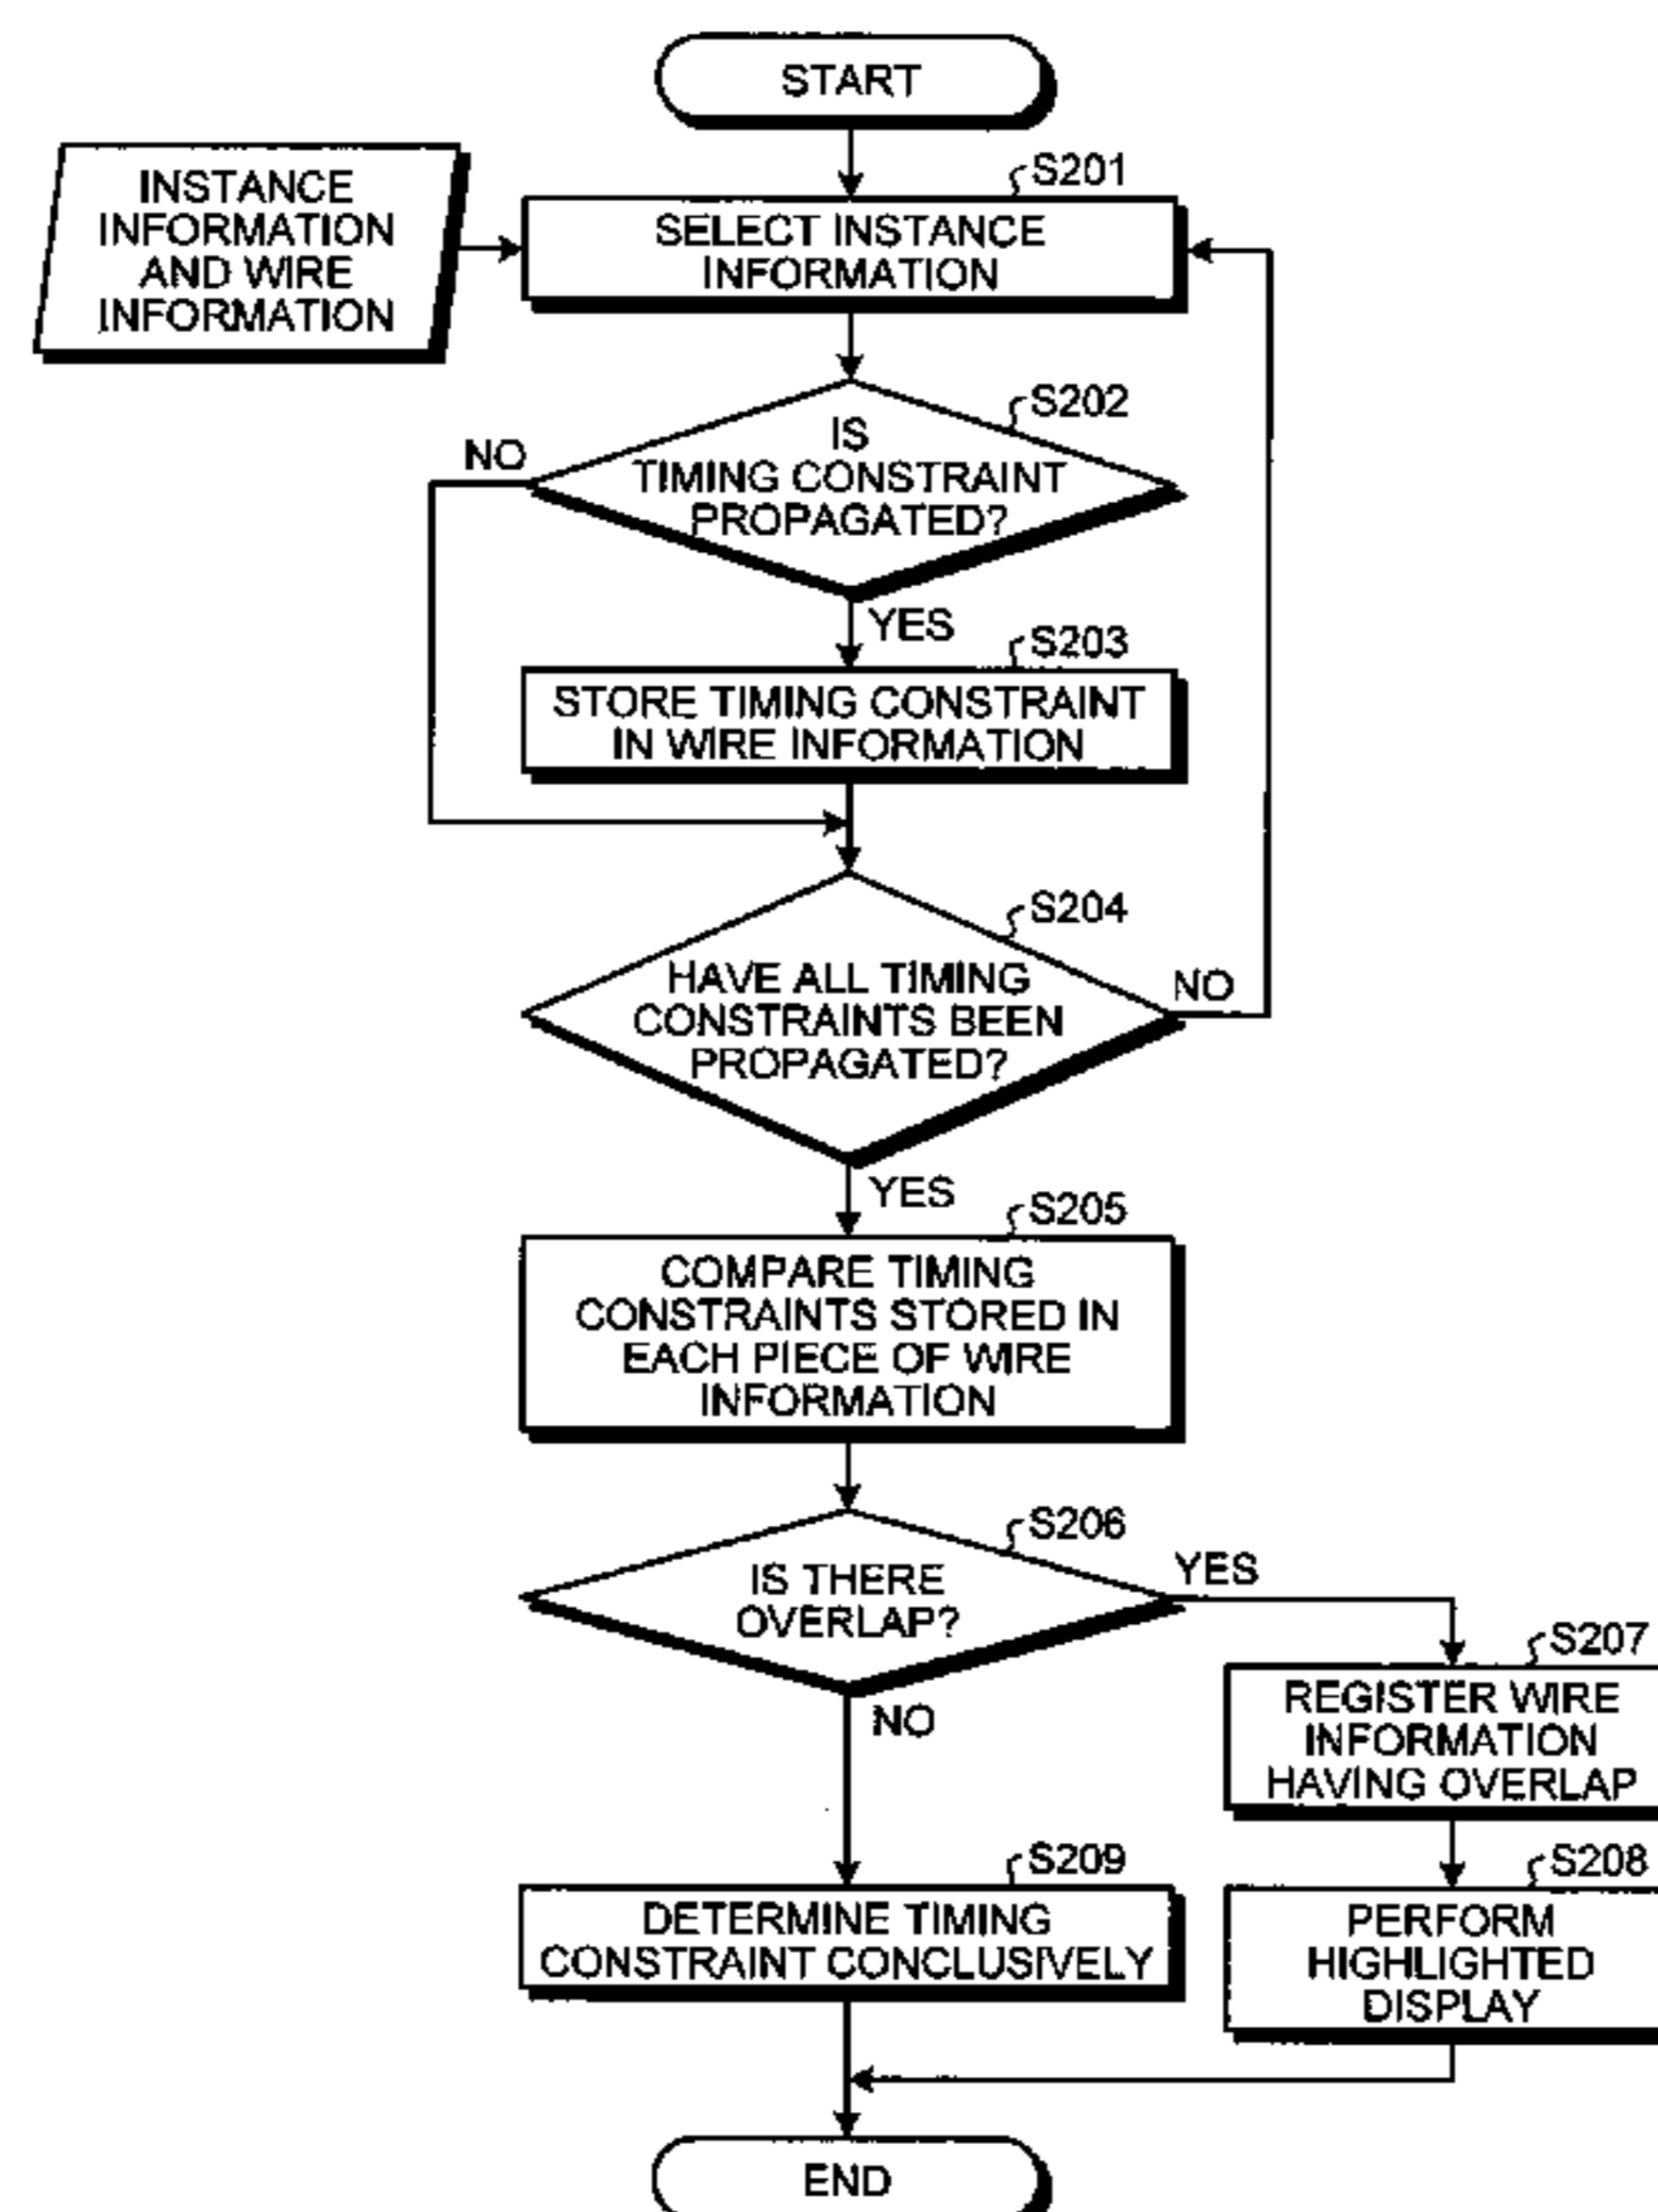 START
INSTANCE
INFORMATION
AND WIRE
INFORMATION
S201
SELECT INSTANCE
INFORMATION
S202
IS
TIMING CONSTRAINT
PROPAGATED?
NO
YES
S203
STORE TIMING CONSTRAINT
IN WIRE INFORMATION
S204
HAVE ALL TIMING
CONSTRAINTS BEEN
PROPAGATED?
NO
YES
S205
COMPARE TIMING
CONSTRAINTS STORED IN
EACH PIECE OF WIRE
INFORMATION
S206
IS THERE
OVERLAP?
YES
NO
S207
REGISTER WIRE
INFORMATION
HAVING OVERLAP
S208
PERFORM
HIGHLIGHTED
DISPLAY
S209
DETERMINE TIMING
CONSTRAINT CONCLUSIVELY
END